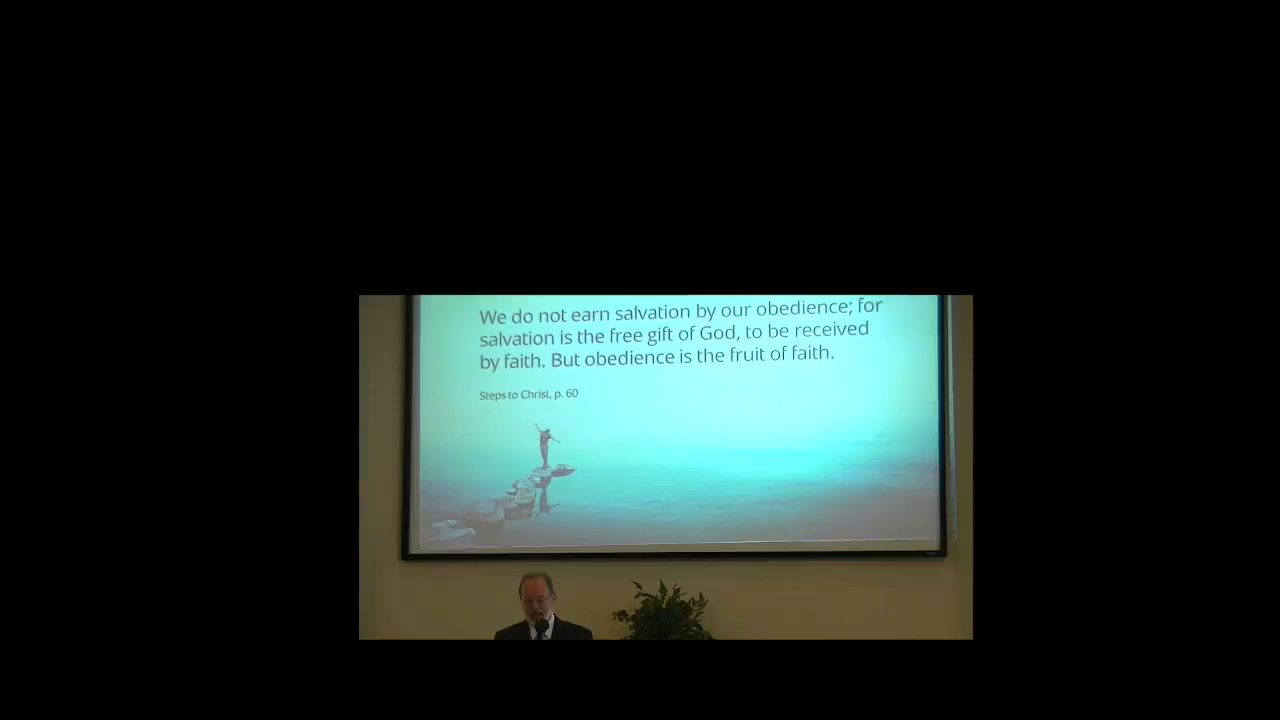 We do not earn salvation by our obedience; for
salvation is the free gift of God, to be received
by faith. But obedience is the fruit of faith.
Steps to Christ, p. 60